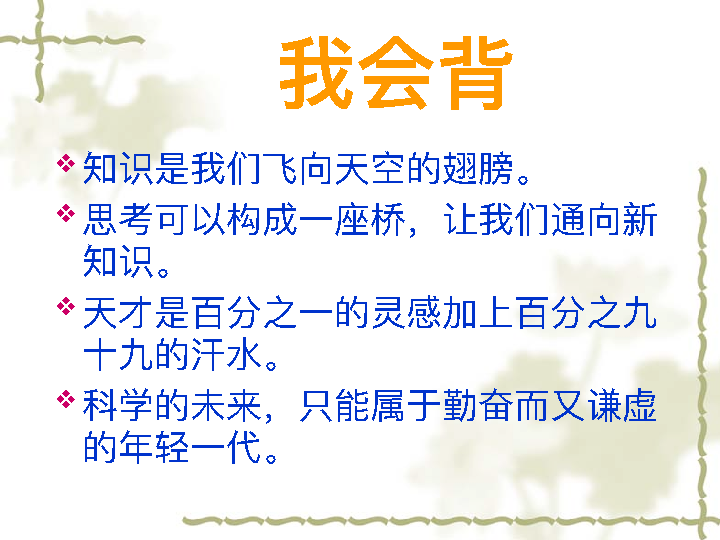 我会背
知识是我们飞向天空的翅膀。
思考可以构成一座桥，让我们通向新
知识。
天才是百分之一的灵感加上百分之九
十九的汗水。
科学的未来，只能属于勤奋而又谦虚
的年轻一代。